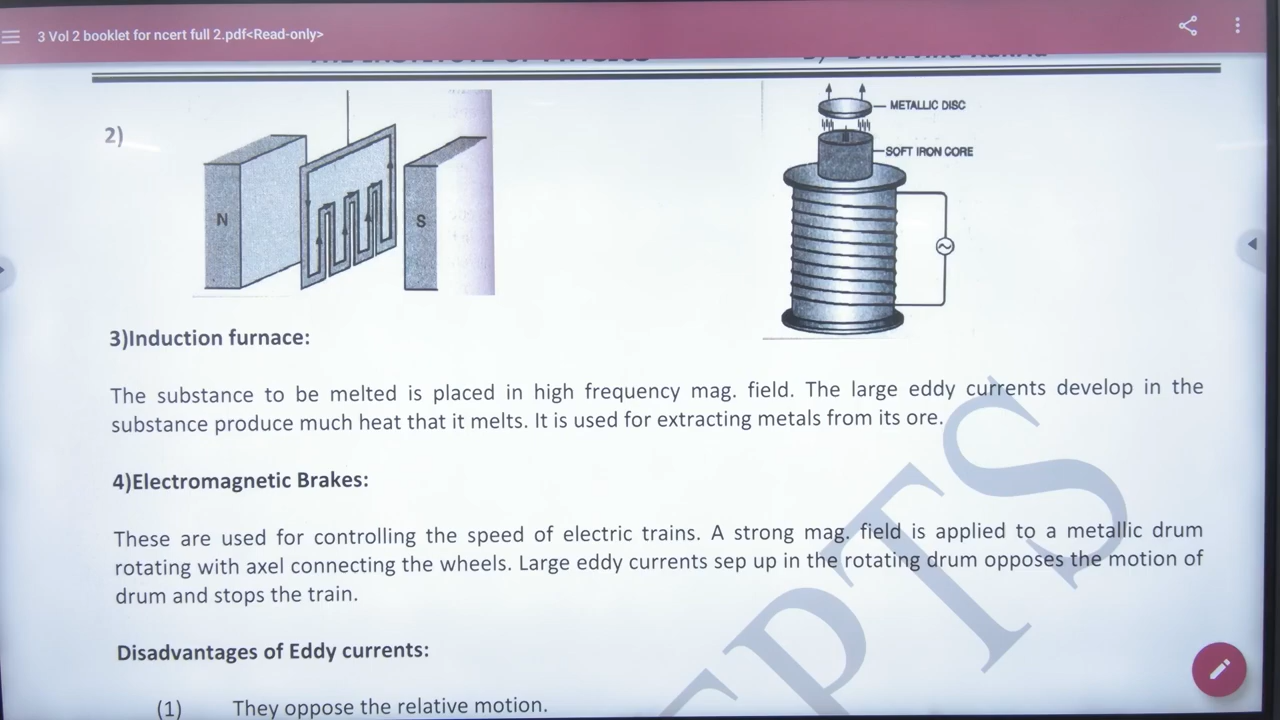 3 Vol 2 booklet for ncert full 2.pdf<Read-only>
2)
N
S
METALLIC DISC
SOFT IRON CORE
3)Induction furnace:
The substance to be melted is placed in high frequency mag. field. The large eddy currents develop in the
substance produce much heat that it melts. It is used for extracting metals from its ore.
4)Electromagnetic Brakes:
These are used for controlling the speed of electric trains. A strong mag. field is applied to a metallic drum
rotating with axel connecting the wheels. Large eddy currents sep up in the rotating drum opposes the motion of
drum and stops the train.
Disadvantages of Eddy currents:
(1) They oppose the relative motion.
EPTS